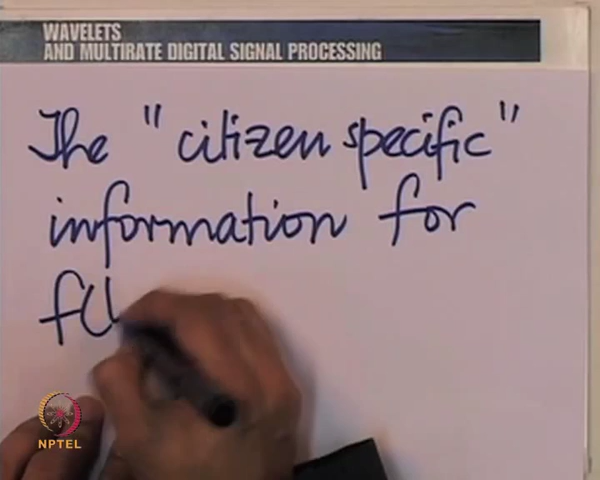 WAVELETS
AND MULTIRATE DIGITAL SIGNAL PROCESSING
The "citizen specific"
information for
NPTEL